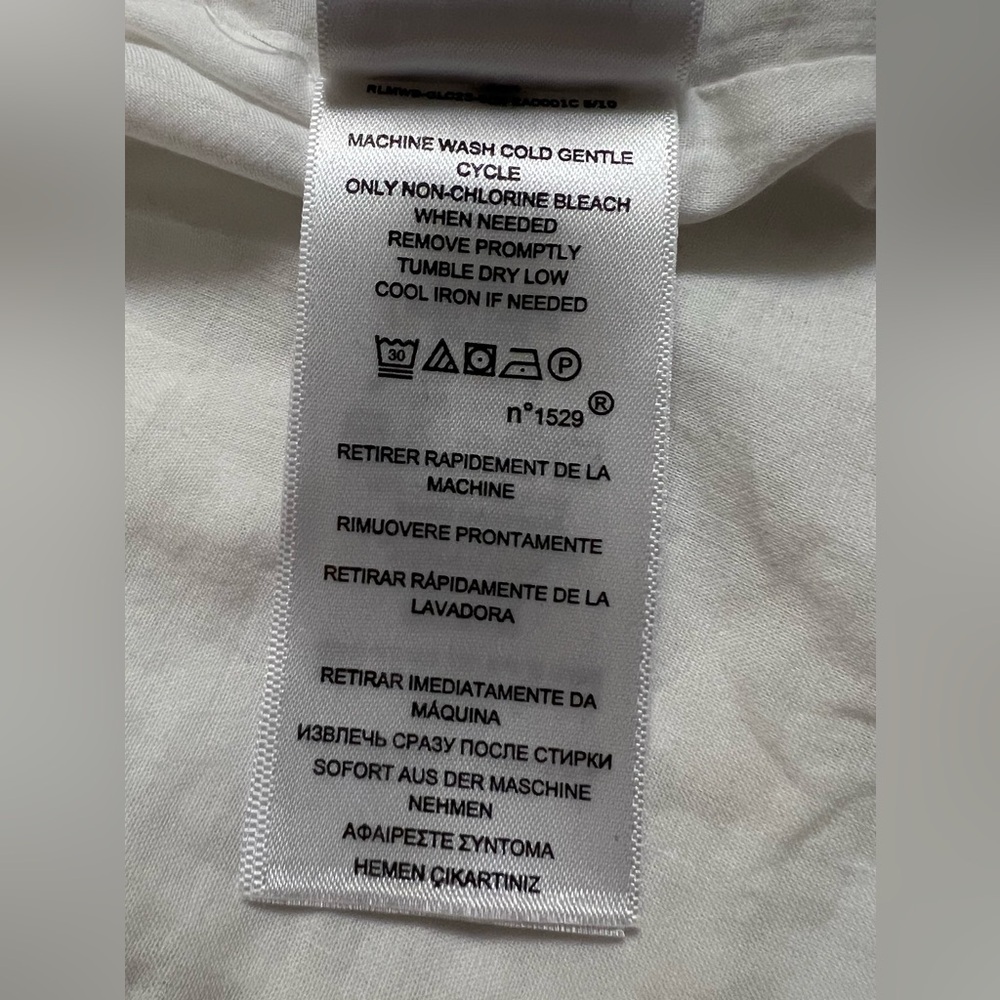 MACHINE WASH COLD GENTLE
CYCLE
ONLY NON-CHLORINE BLEACH
WHEN NEEDED
REMOVE PROMPTLY
TUMBLE DRY LOW
COOL IRON IF NEEDED
30 P
n°1529 ®
RETIRER RAPIDEMENT DE LA
MACHINE
RIMUOVERE PRONTAMENTE
RETIRAR RÁPIDAMENTE DE LA
LAVADORA
RETIRAR IMEDIATAMENTE DA
MÁQUINA
ИЗВЛЕЧЬ СРАЗУ ПОСЛЕ СТИРКИ
SOFORT AUS DER MASCHINE
NEHMEN
ΑΦΑΙΡΕΣΤΕ ΣΥΝΤΟΜΑ
HEMEN ÇIKARTINIZ